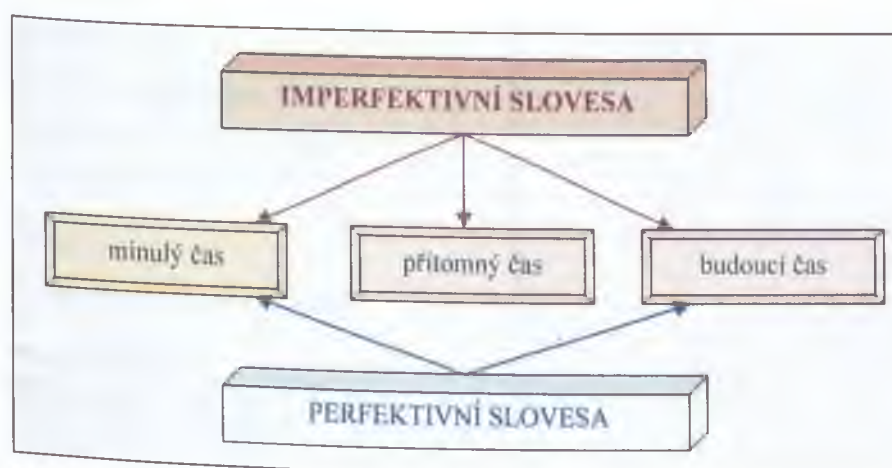 IMPERFEKTIVNÍ SLOVESA
minulý čas
přítomný čas
budoucí čas
PERFEKTIVNÍ SLOVESA